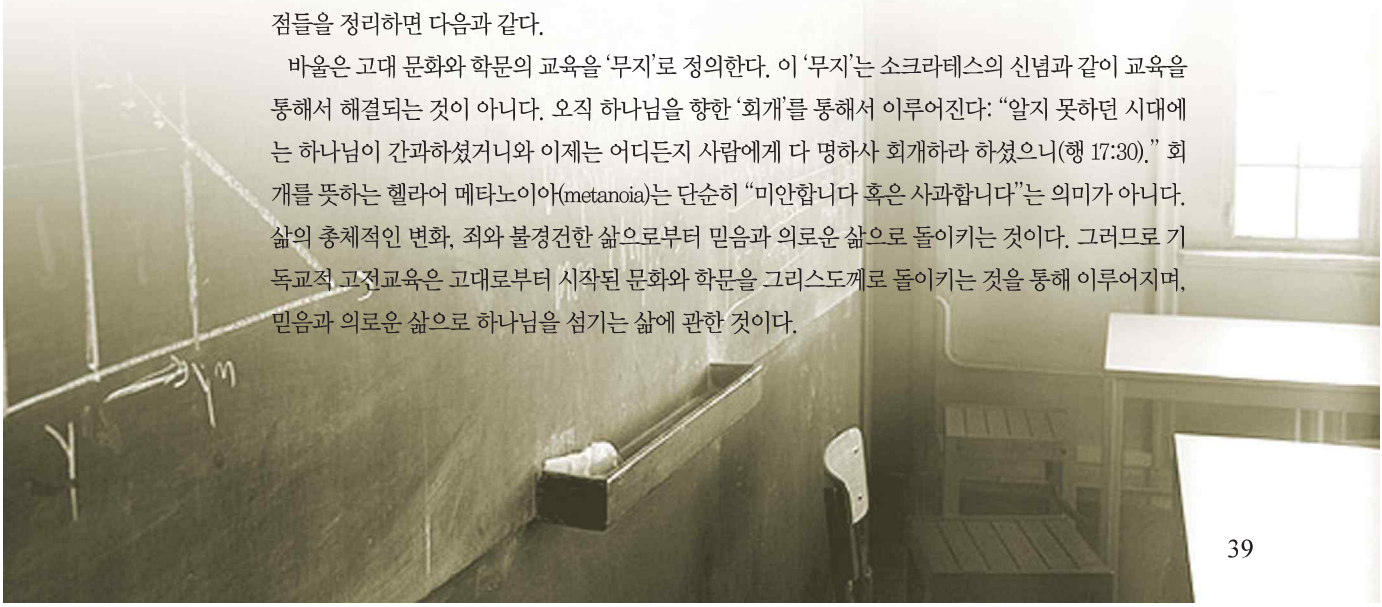 점들을 정리하면 다음과 같다.
바울은 고대 문화와 학문의 교육을 ‘무지’로 정의한다. 이 ‘무지’는 소크라테스의 신념과 같이 교육을
통해서 해결되는 것이 아니다. 오직 하나님을 향한 ‘회개’를 통해서 이루어진다: “알지 못하던 시대에
는 하나님이 간과하셨거니와 이제는 어디든지 사람에게 다 명하사 회개하라 하셨으니(행 17:30).” 회
개를 뜻하는 헬라어 메타노이아(metanoia)는 단순히 “미안합니다 혹은 사과합니다”는 의미가 아니다.
삶의 총체적인 변화, 죄와 불경건한 삶으로부터 믿음과 의로운 삶으로 돌이키는 것이다. 그러므로 기
독교적 고전교육은 고대로부터 시작된 문화와 학문을 그리스도께로 돌이키는 것을 통해 이루어지며,
믿음과 의로운 삶으로 하나님을 섬기는 삶에 관한 것이다.
39